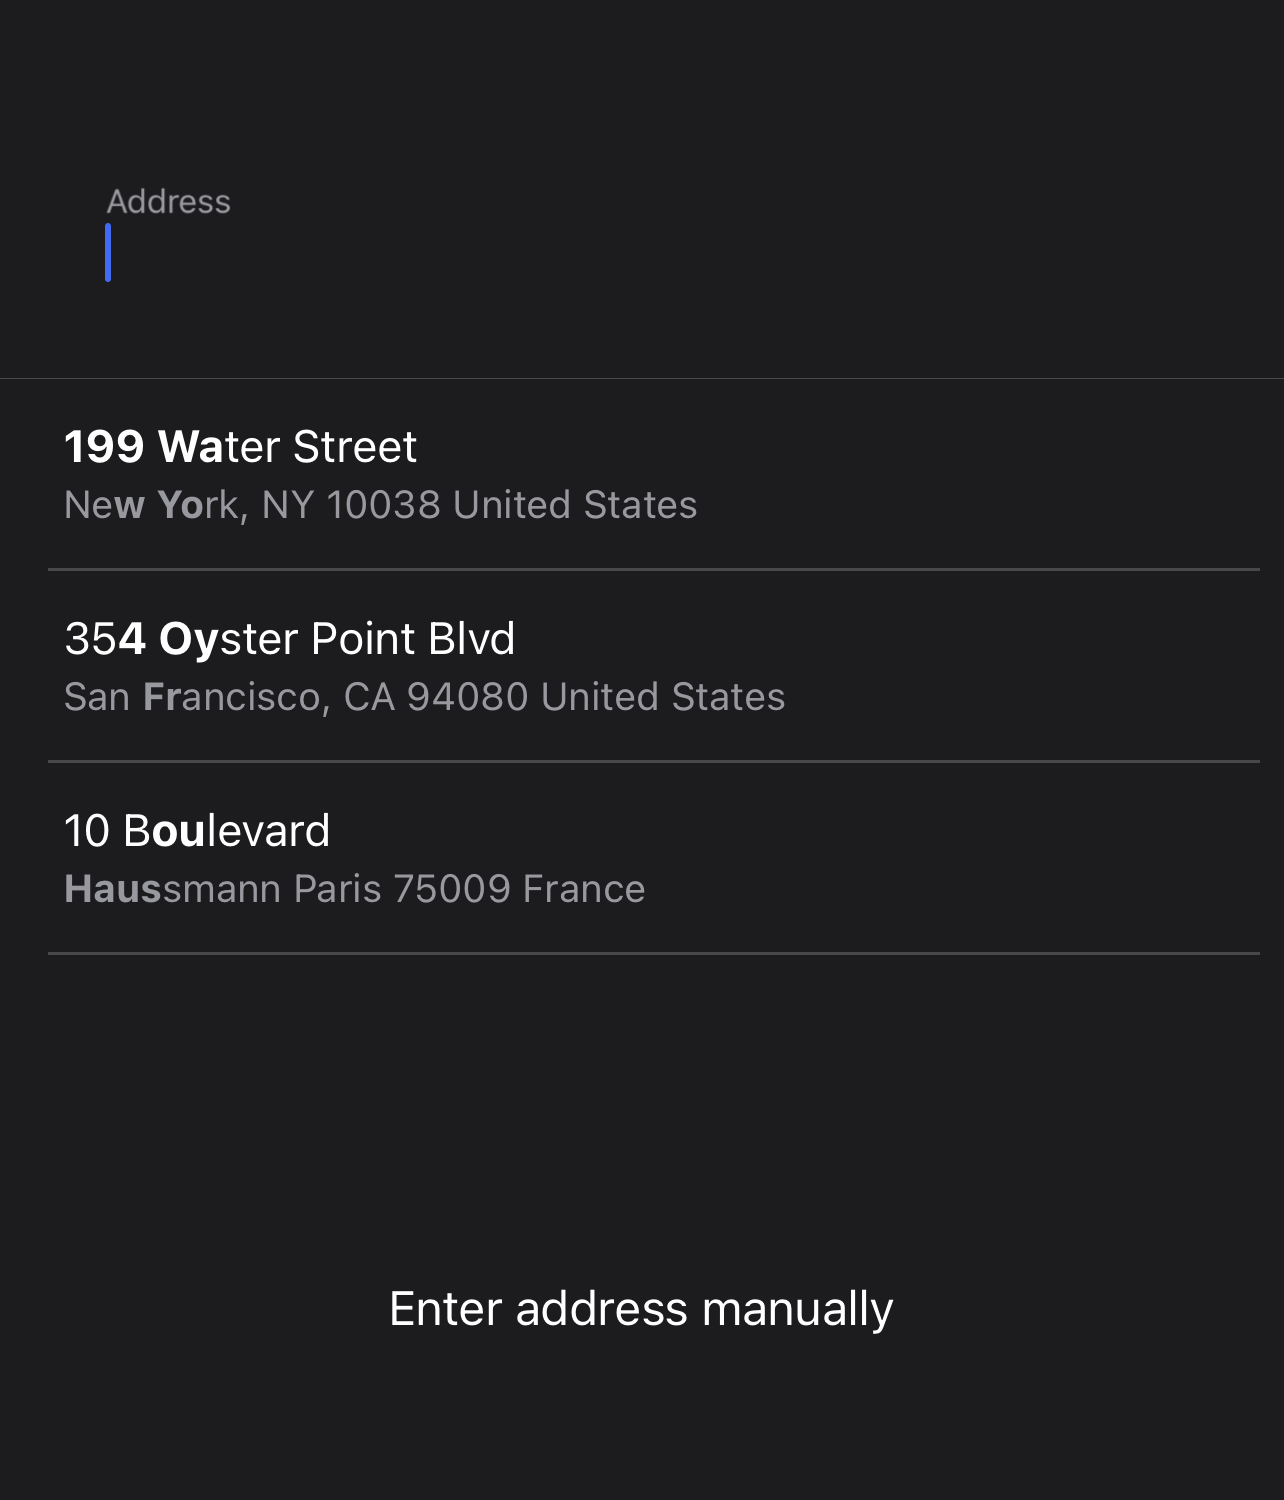 Address
199 Water Street
New York, NY 10038 United States
354 Oyster Point Blvd
San Francisco, CA 94080 United States
10 Boulevard
Haussmann Paris 75009 France
Enter address manually